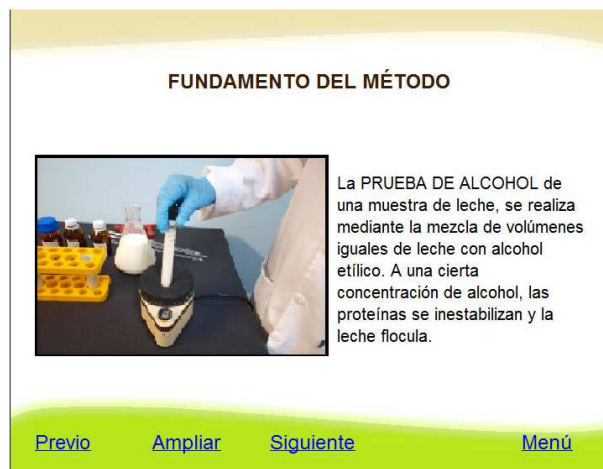 FUNDAMENTO DEL MÉTODO
La PRUEBA DE ALCOHOL de
una muestra de leche, se realiza
mediante la mezcla de volúmenes
iguales de leche con alcohol
etílico. A una cierta
concentración de alcohol, las
proteínas se inestabilizan y la
leche flocula.
Previo Ampliar Siguiente Menú